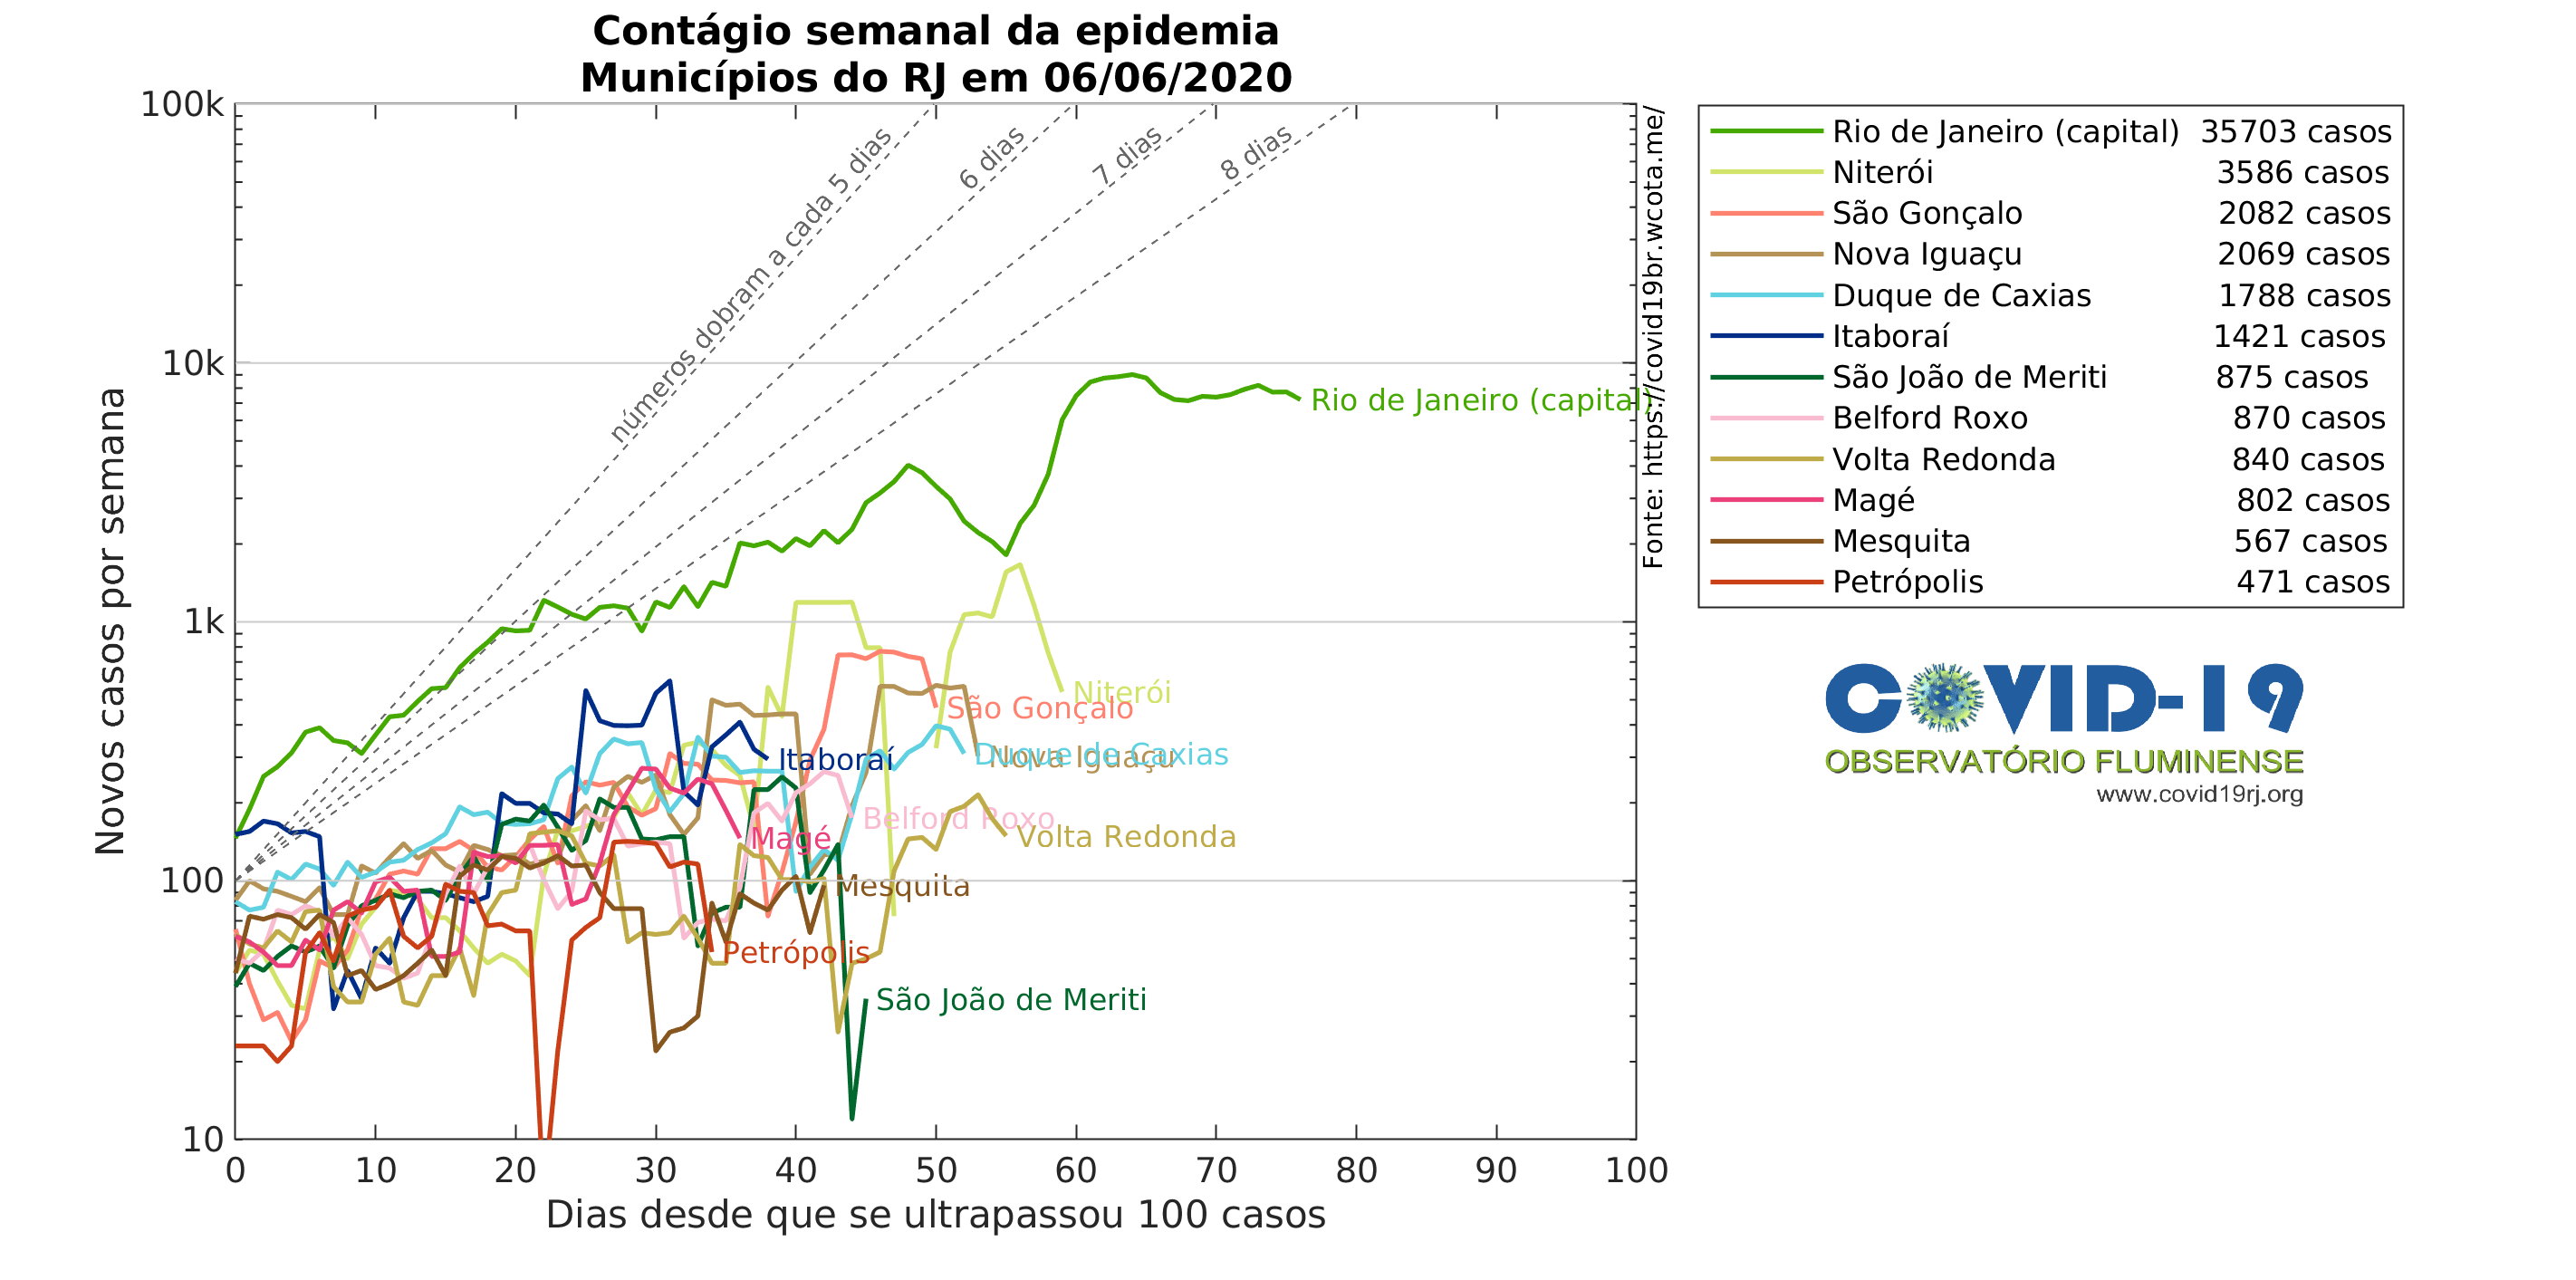 Contágio semanal da epidemia
Municípios do RJ em 06/06/2020
Novos casos por semana
100k
10k
1k
100
10
0 10 20 30 40 50 60 70 80 90 100
Dias desde que se ultrapassou 100 casos
números dobram a cada 5 dias
6 dias
7 dias
8 dias
Rio de Janeiro (capital)
Niterói
São Gonçalo
Duque de Caxias
Nova Iguaçu
Itaboraí
Belford Roxo
Volta Redonda
Magé
Mesquita
Petrópolis
São João de Meriti
Fonte: https://covid19br.wcota.me/
Rio de Janeiro (capital) 35703 casos
Niterói 3586 casos
São Gonçalo 2082 casos
Nova Iguaçu 2069 casos
Duque de Caxias 1788 casos
Itaboraí 1421 casos
São João de Meriti 875 casos
Belford Roxo 870 casos
Volta Redonda 840 casos
Magé 802 casos
Mesquita 567 casos
Petrópolis 471 casos
COVID-19
OBSERVATÓRIO FLUMINENSE
www.covid19rj.org